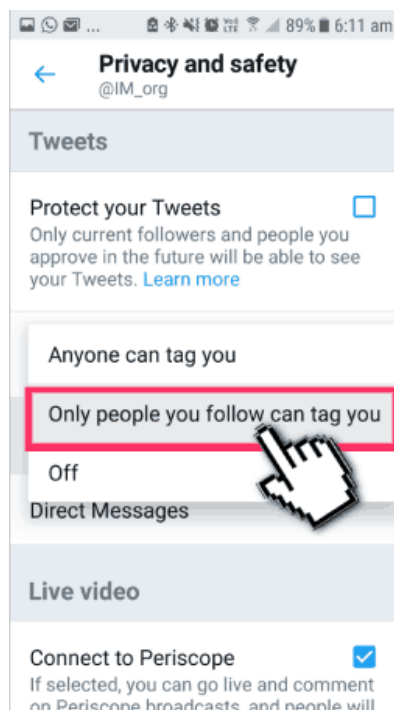 ... 89% 6:11 am
Privacy and safety
@IM_org
Tweets
Protect your Tweets
Only current followers and people you
approve in the future will be able to see
your Tweets. Learn more
Anyone can tag you
Only people you follow can tag you
Off
Direct Messages
Live video
Connect to Periscope
If selected, you can go live and comment
on Periscope broadcasts, and people will